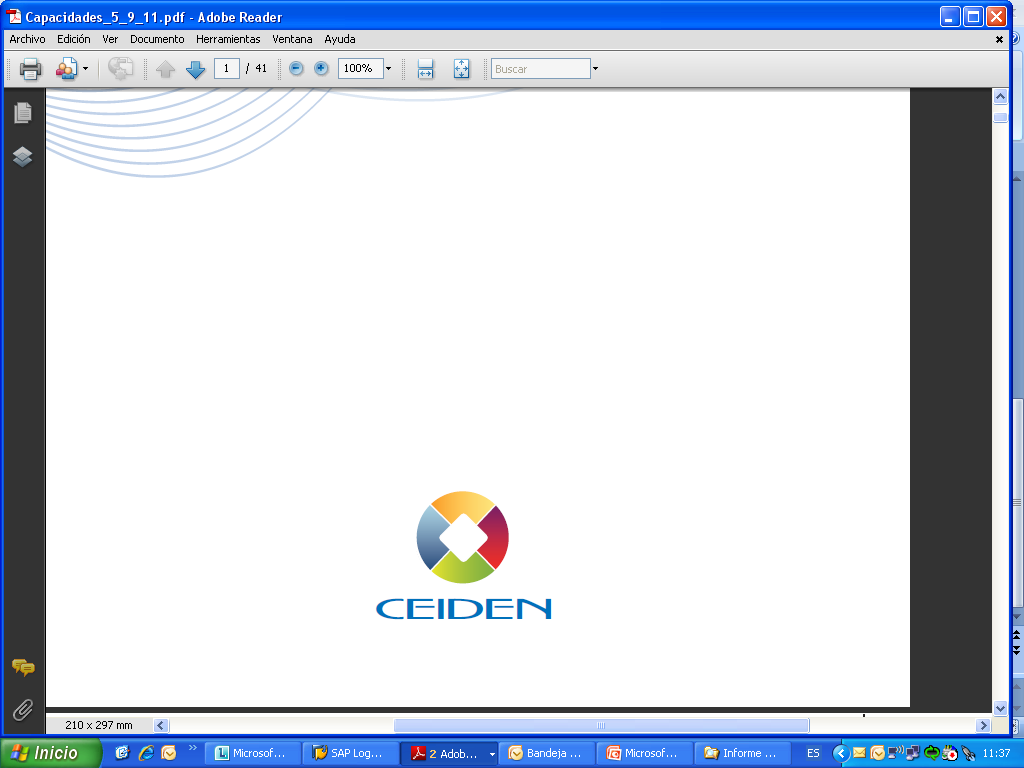 Capacidades_5_9_11.pdf - Adobe Reader
Archivo Edición Ver Documento Herramientas Ventana Ayuda
1 / 41 100% Buscar
CEIDEN
210 x 297 mm
Inicio Microsof... SAP Log... 2 Adob... Bandeja ... Microsof... Informe ... ES 11:37